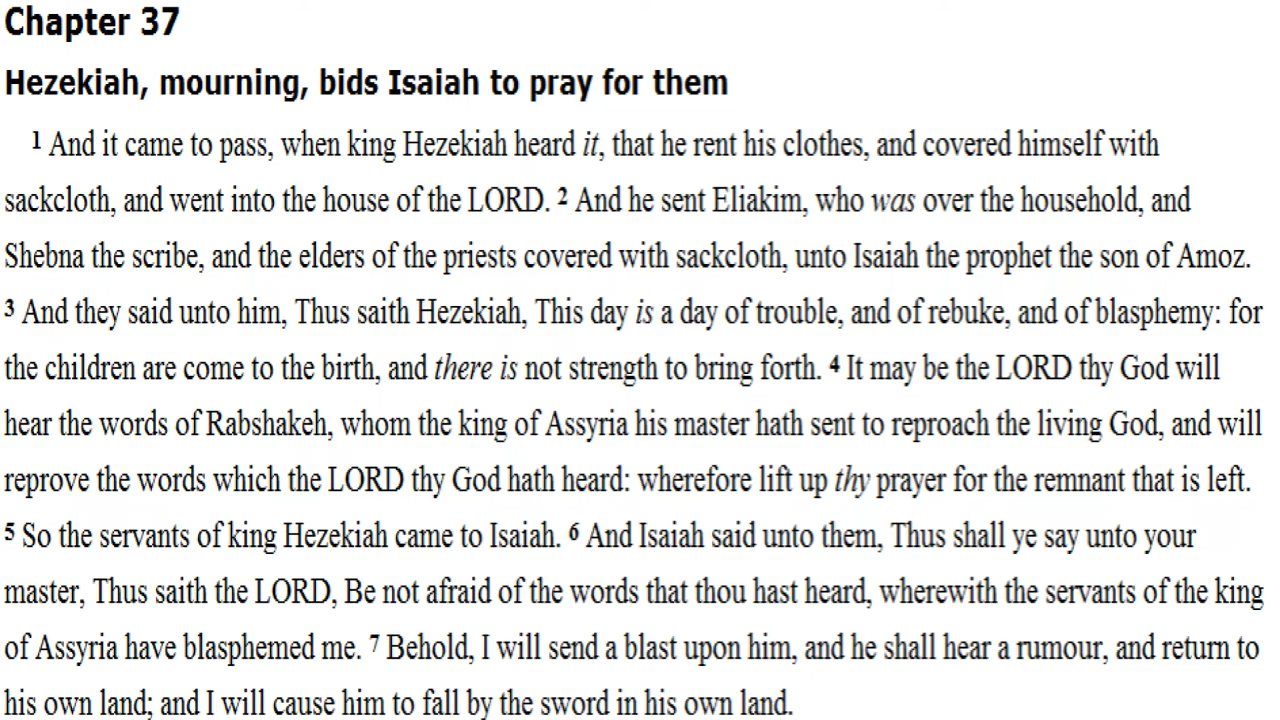 Chapter 37
Hezekiah, mourning, bids Isaiah to pray for them
1 And it came to pass, when king Hezekiah heard it, that he rent his clothes, and covered himself with
sackcloth, and went into the house of the LORD. 2 And he sent Eliakim, who was over the household, and
Shebna the scribe, and the elders of the priests covered with sackcloth, unto Isaiah the prophet the son of Amoz.
3 And they said unto him, Thus saith Hezekiah, This day is a day of trouble, and of rebuke, and of blasphemy: for
the children are come to the birth, and there is not strength to bring forth. 4 It may be the LORD thy God will
hear the words of Rabshakeh, whom the king of Assyria his master hath sent to reproach the living God, and will
reprove the words which the LORD thy God hath heard: wherefore lift up thy prayer for the remnant that is left.
5 So the servants of king Hezekiah came to Isaiah. 6 And Isaiah said unto them, Thus shall ye say unto your
master, Thus saith the LORD, Be not afraid of the words that thou hast heard, wherewith the servants of the king
of Assyria have blasphemed me. 7 Behold, I will send a blast upon him, and he shall hear a rumour, and return to
his own land; and I will cause him to fall by the sword in his own land.